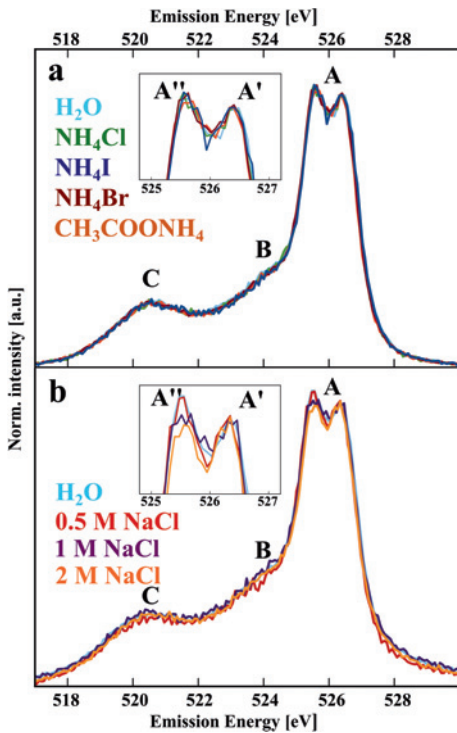 Emission Energy [eV]
518 520 522 524 526 528
a
A
H₂O
NH₄Cl
NH₄I
NH₄Br
CH₃COONH₄
A'' A'
525 526 527
B
C
Norm. intensity [a.u.]
b
A
A'' A'
525 526 527
H₂O
0.5 M NaCl
1 M NaCl
2 M NaCl
B
C
518 520 522 524 526 528
Emission Energy [eV]